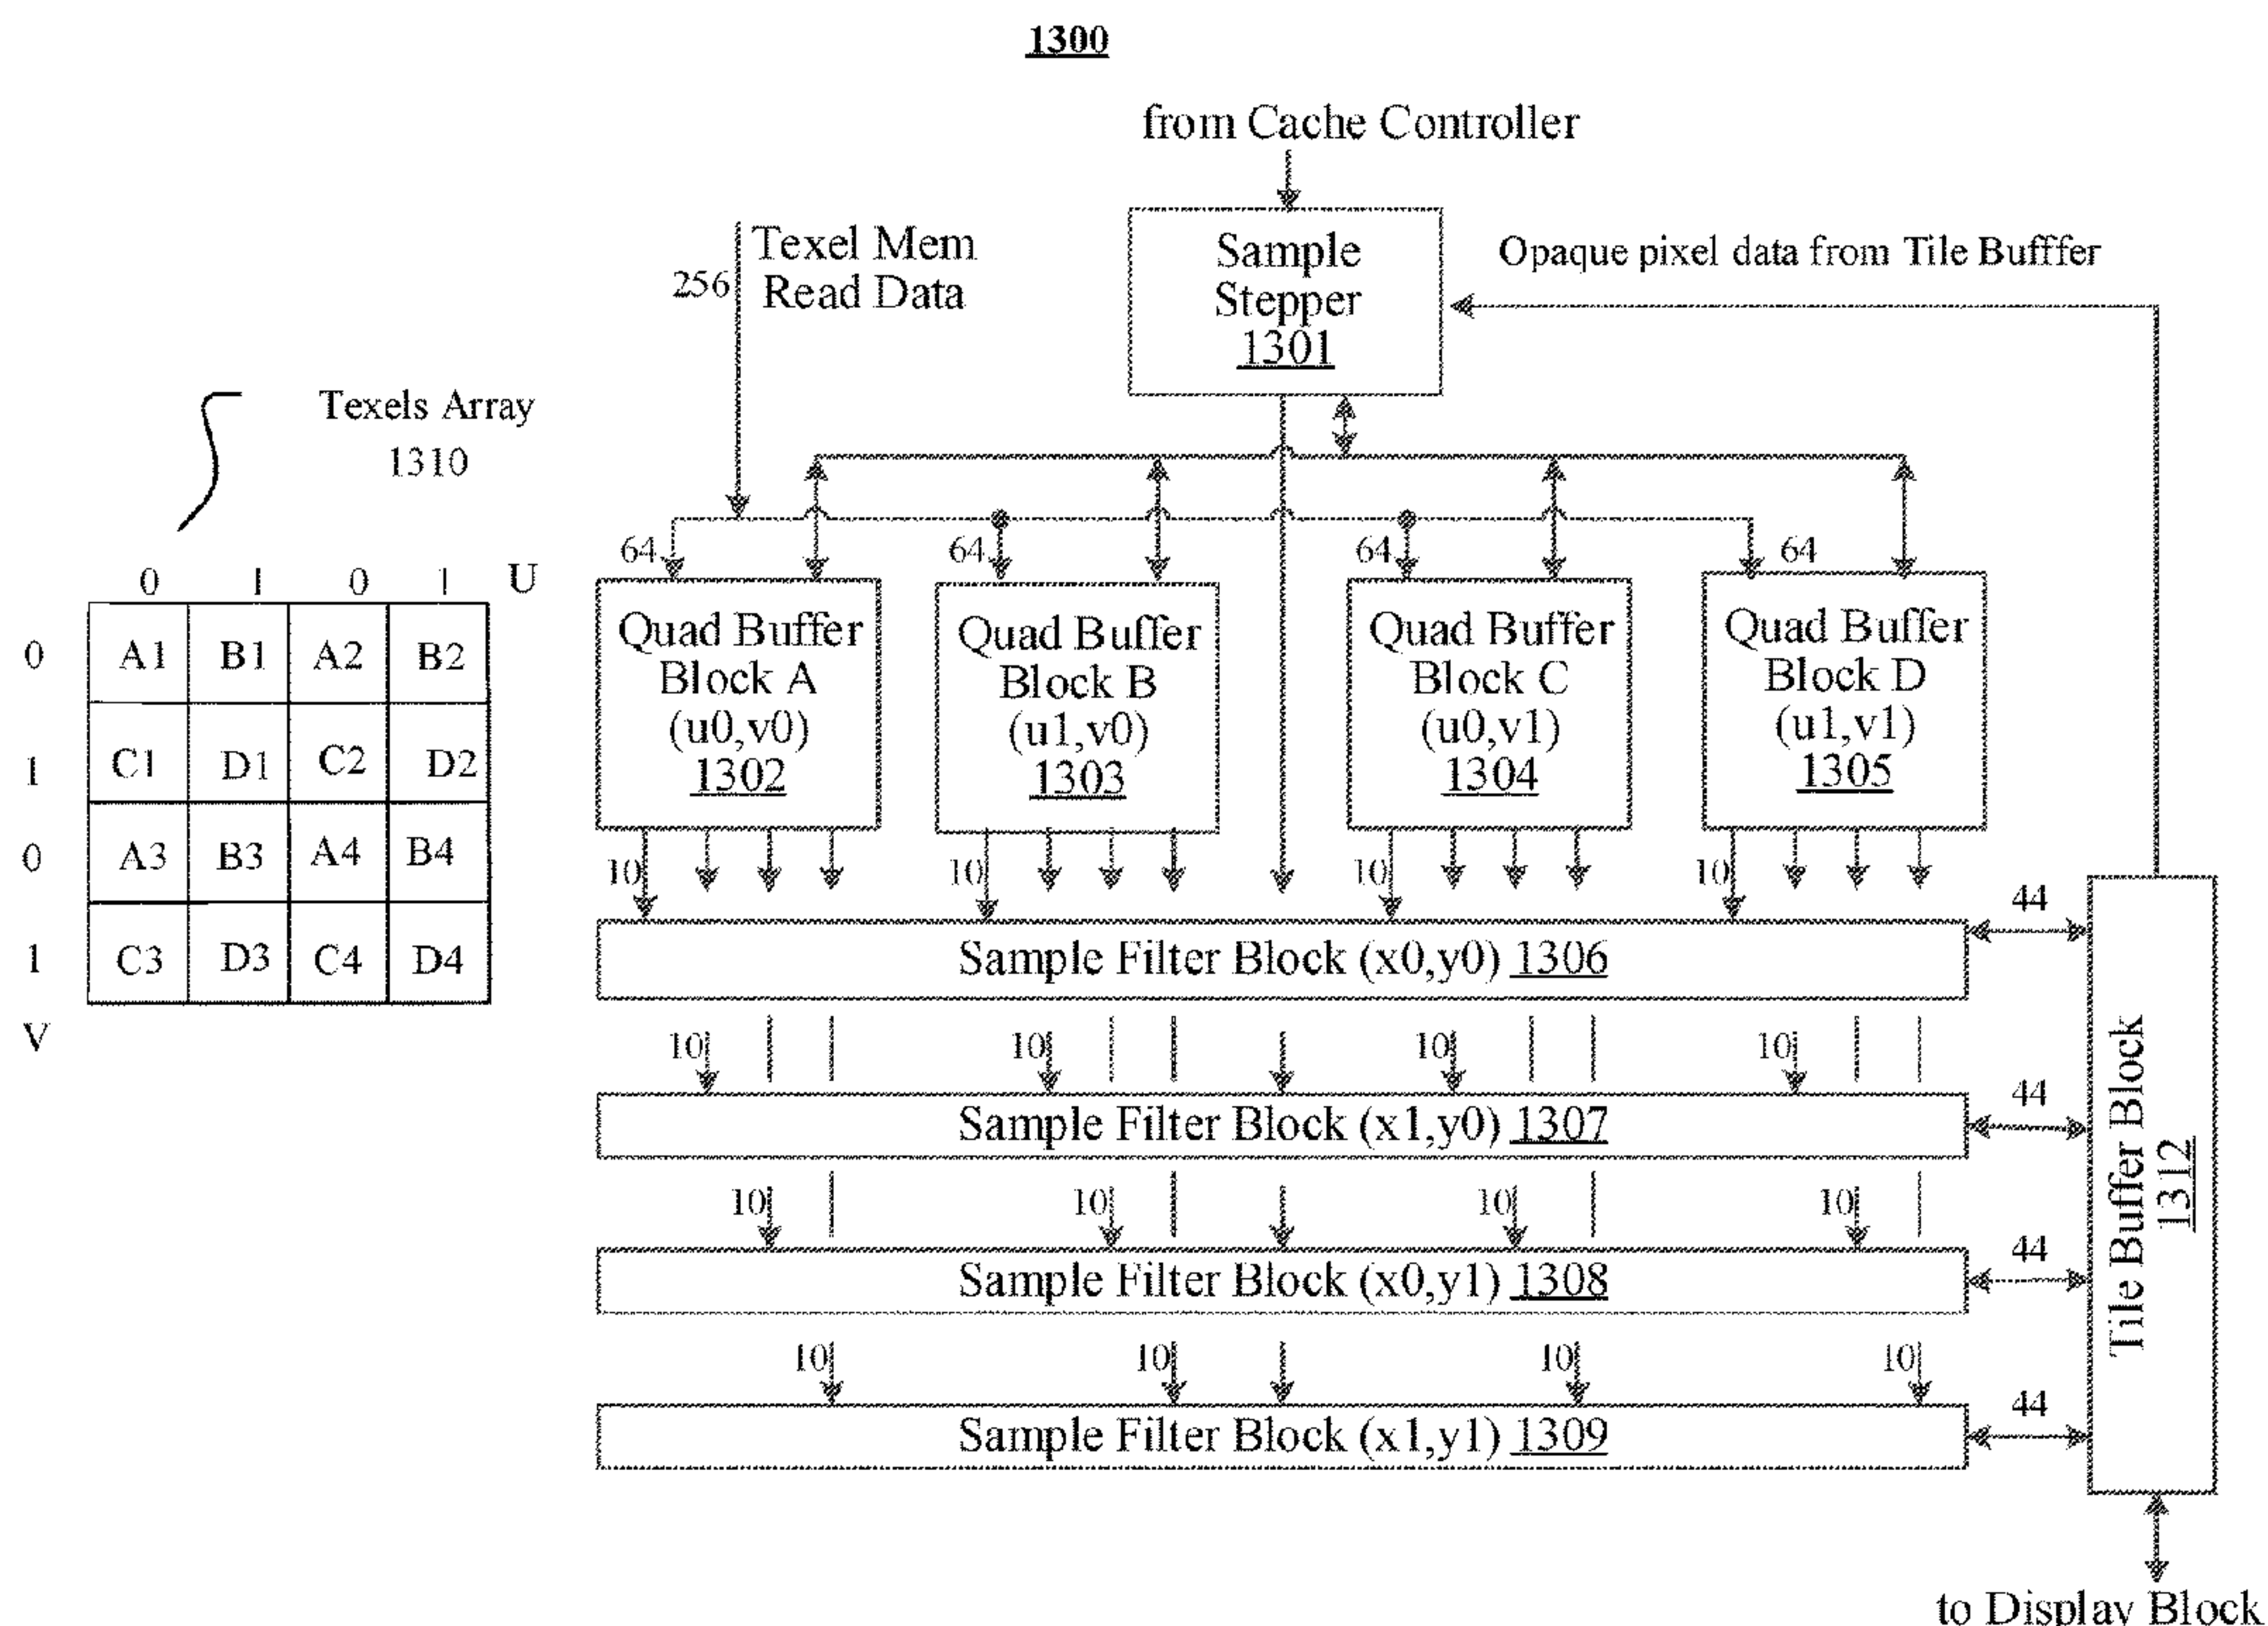 1300
from Cache Controller
Texel Mem
Read Data
256
Sample
Stepper
1301
Opaque pixel data from Tile Bufffer
Texels Array
1310
0 1 0 1 U
0 A1 B1 A2 B2
1 C1 D1 C2 D2
0 A3 B3 A4 B4
1 C3 D3 C4 D4
V
64 64 64 64
Quad Buffer
Block A
(u0,v0)
1302
Quad Buffer
Block B
(u1,v0)
1303
Quad Buffer
Block C
(u0,v1)
1304
Quad Buffer
Block D
(u1,v1)
1305
10 10 10 10
44
Sample Filter Block (x0,y0) 1306
10 10 10 10
44
Sample Filter Block (x1,y0) 1307
10 10 10 10
44
Sample Filter Block (x0,y1) 1308
10 10 10 10
44
Sample Filter Block (x1,y1) 1309
Tile Buffer Block
1312
to Display Block